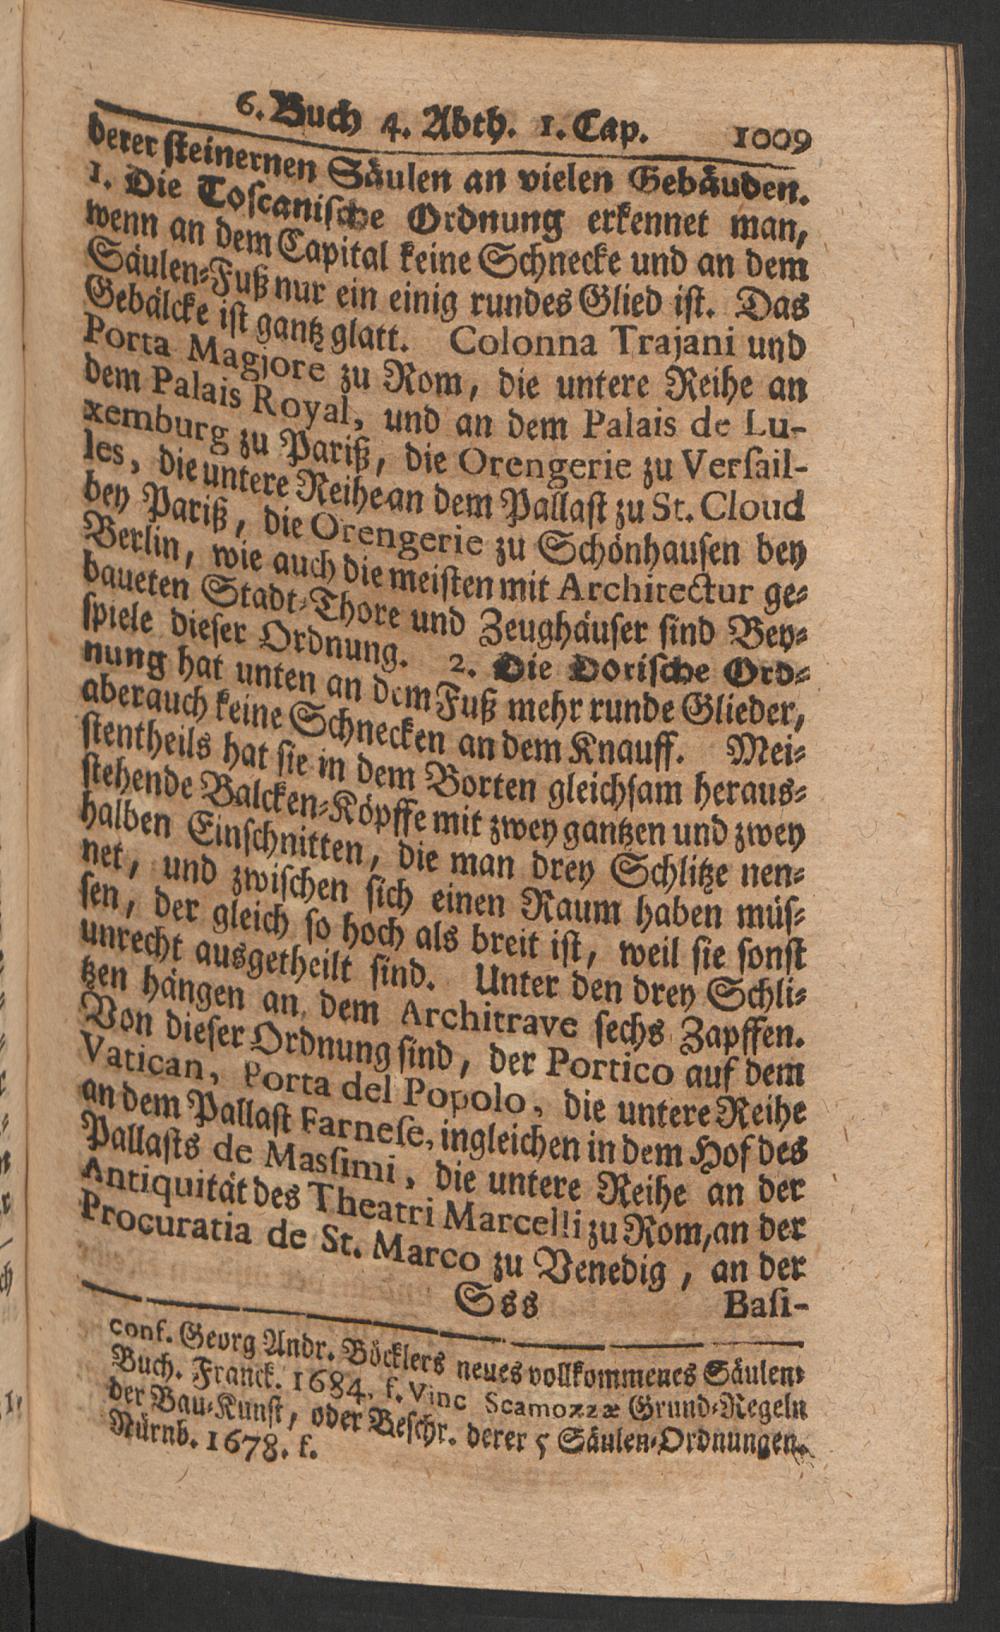 6. Buch 4. Abth. 1. Cap. 1009
derer steinernen Säulen an vielen Gebäuden.
1. Die Toscanische Ordnung erkennet man,
wenn an dem Capital keine Schnecke und an dem
Säulen-Fuß nur ein einig rundes Glied ist. Das
Gebälcke ist gantz glatt. Colonna Trajani und
Porta Magjore zu Rom, die untere Reihe an
dem Palais Royal, und an dem Palais de Lu-
xemburg zu Pariß, die Orengerie zu Versail-
les, die untere Reihe an dem Pallast zu St. Cloud
bey Pariß, die Orengerie zu Schönhausen bey
Berlin, wie auch die meisten mit Architectur ge-
baueten Stadt-Thore und Zeughäuser sind Bey-
spiele dieser Ordnung. 2. Die Dorische Ord-
nung hat unten an dem Fuß mehr runde Glieder,
aber auch keine Schnecken an dem Knauff. Mei-
stentheils hat sie in dem Borten gleichsam heraus-
stehende Balcken-Köpffe mit zwey gantzen und zwey
halben Einschnitten, die man drey Schlitze nen-
net, und zwischen sich einen Raum haben müs-
sen, der gleich so hoch als breit ist, weil sie sonst
unrecht ausgetheilt sind. Unter den drey Schli-
tzen hängen an dem Architrave sechs Zapffen.
Von dieser Ordnung sind, der Portico auf dem
Vatican, Porta del Popolo, die untere Reihe
an dem Pallast Farnese, ingleichen in dem Hof des
Pallasts de Massimi, die untere Reihe an der
Antiquität des Theatri Marcelli zu Rom, an der
Procuratia de St. Marco zu Venedig, an der
Sss Basi-
conf. Georg Andr. Böcklers neues vollkommenes Säulen-
Buch. Franck. 1684. f. Vinc Scamozzæ Grund-Regeln
der Bau-Kunst, oder Beschr. derer 5 Säulen-Ordnungen.
Nürnb. 1678. f.